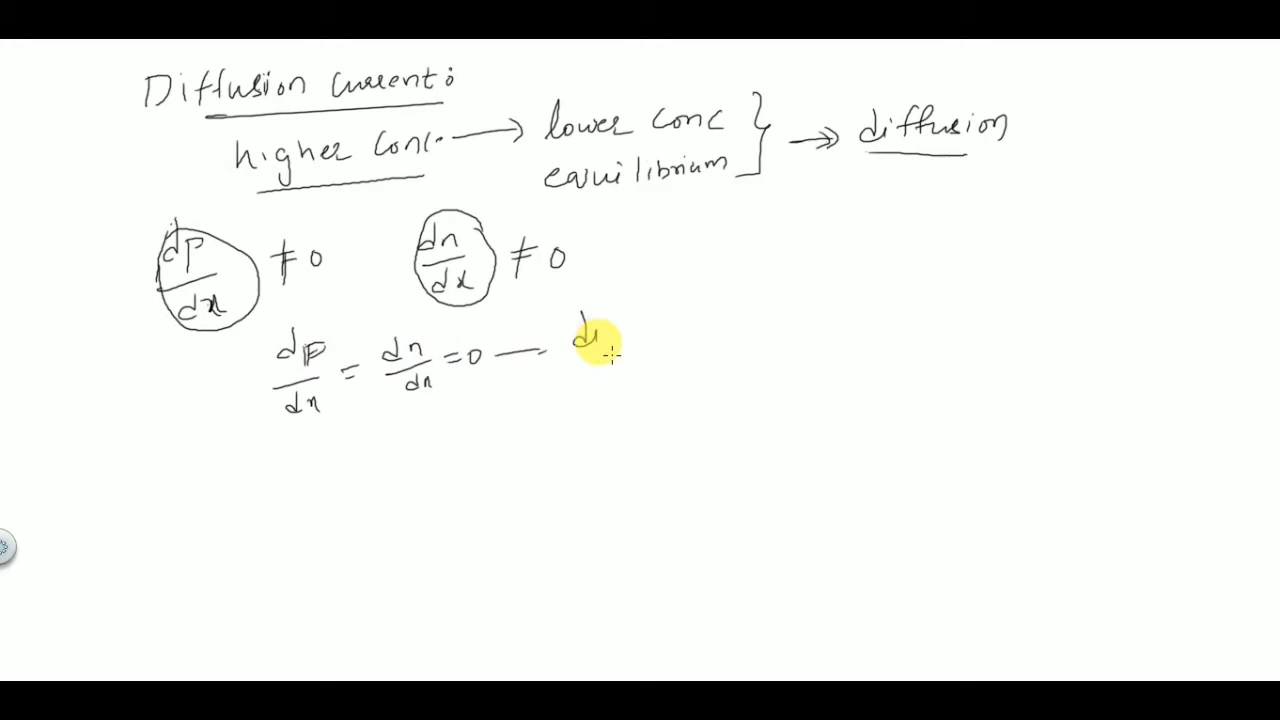 Diffusion Current:
higher conc. → lower conc } →> diffusion
equilibrium
dP/dx ≠ 0 dn/dx ≠ 0
dP/dx = dn/dx = 0 — di